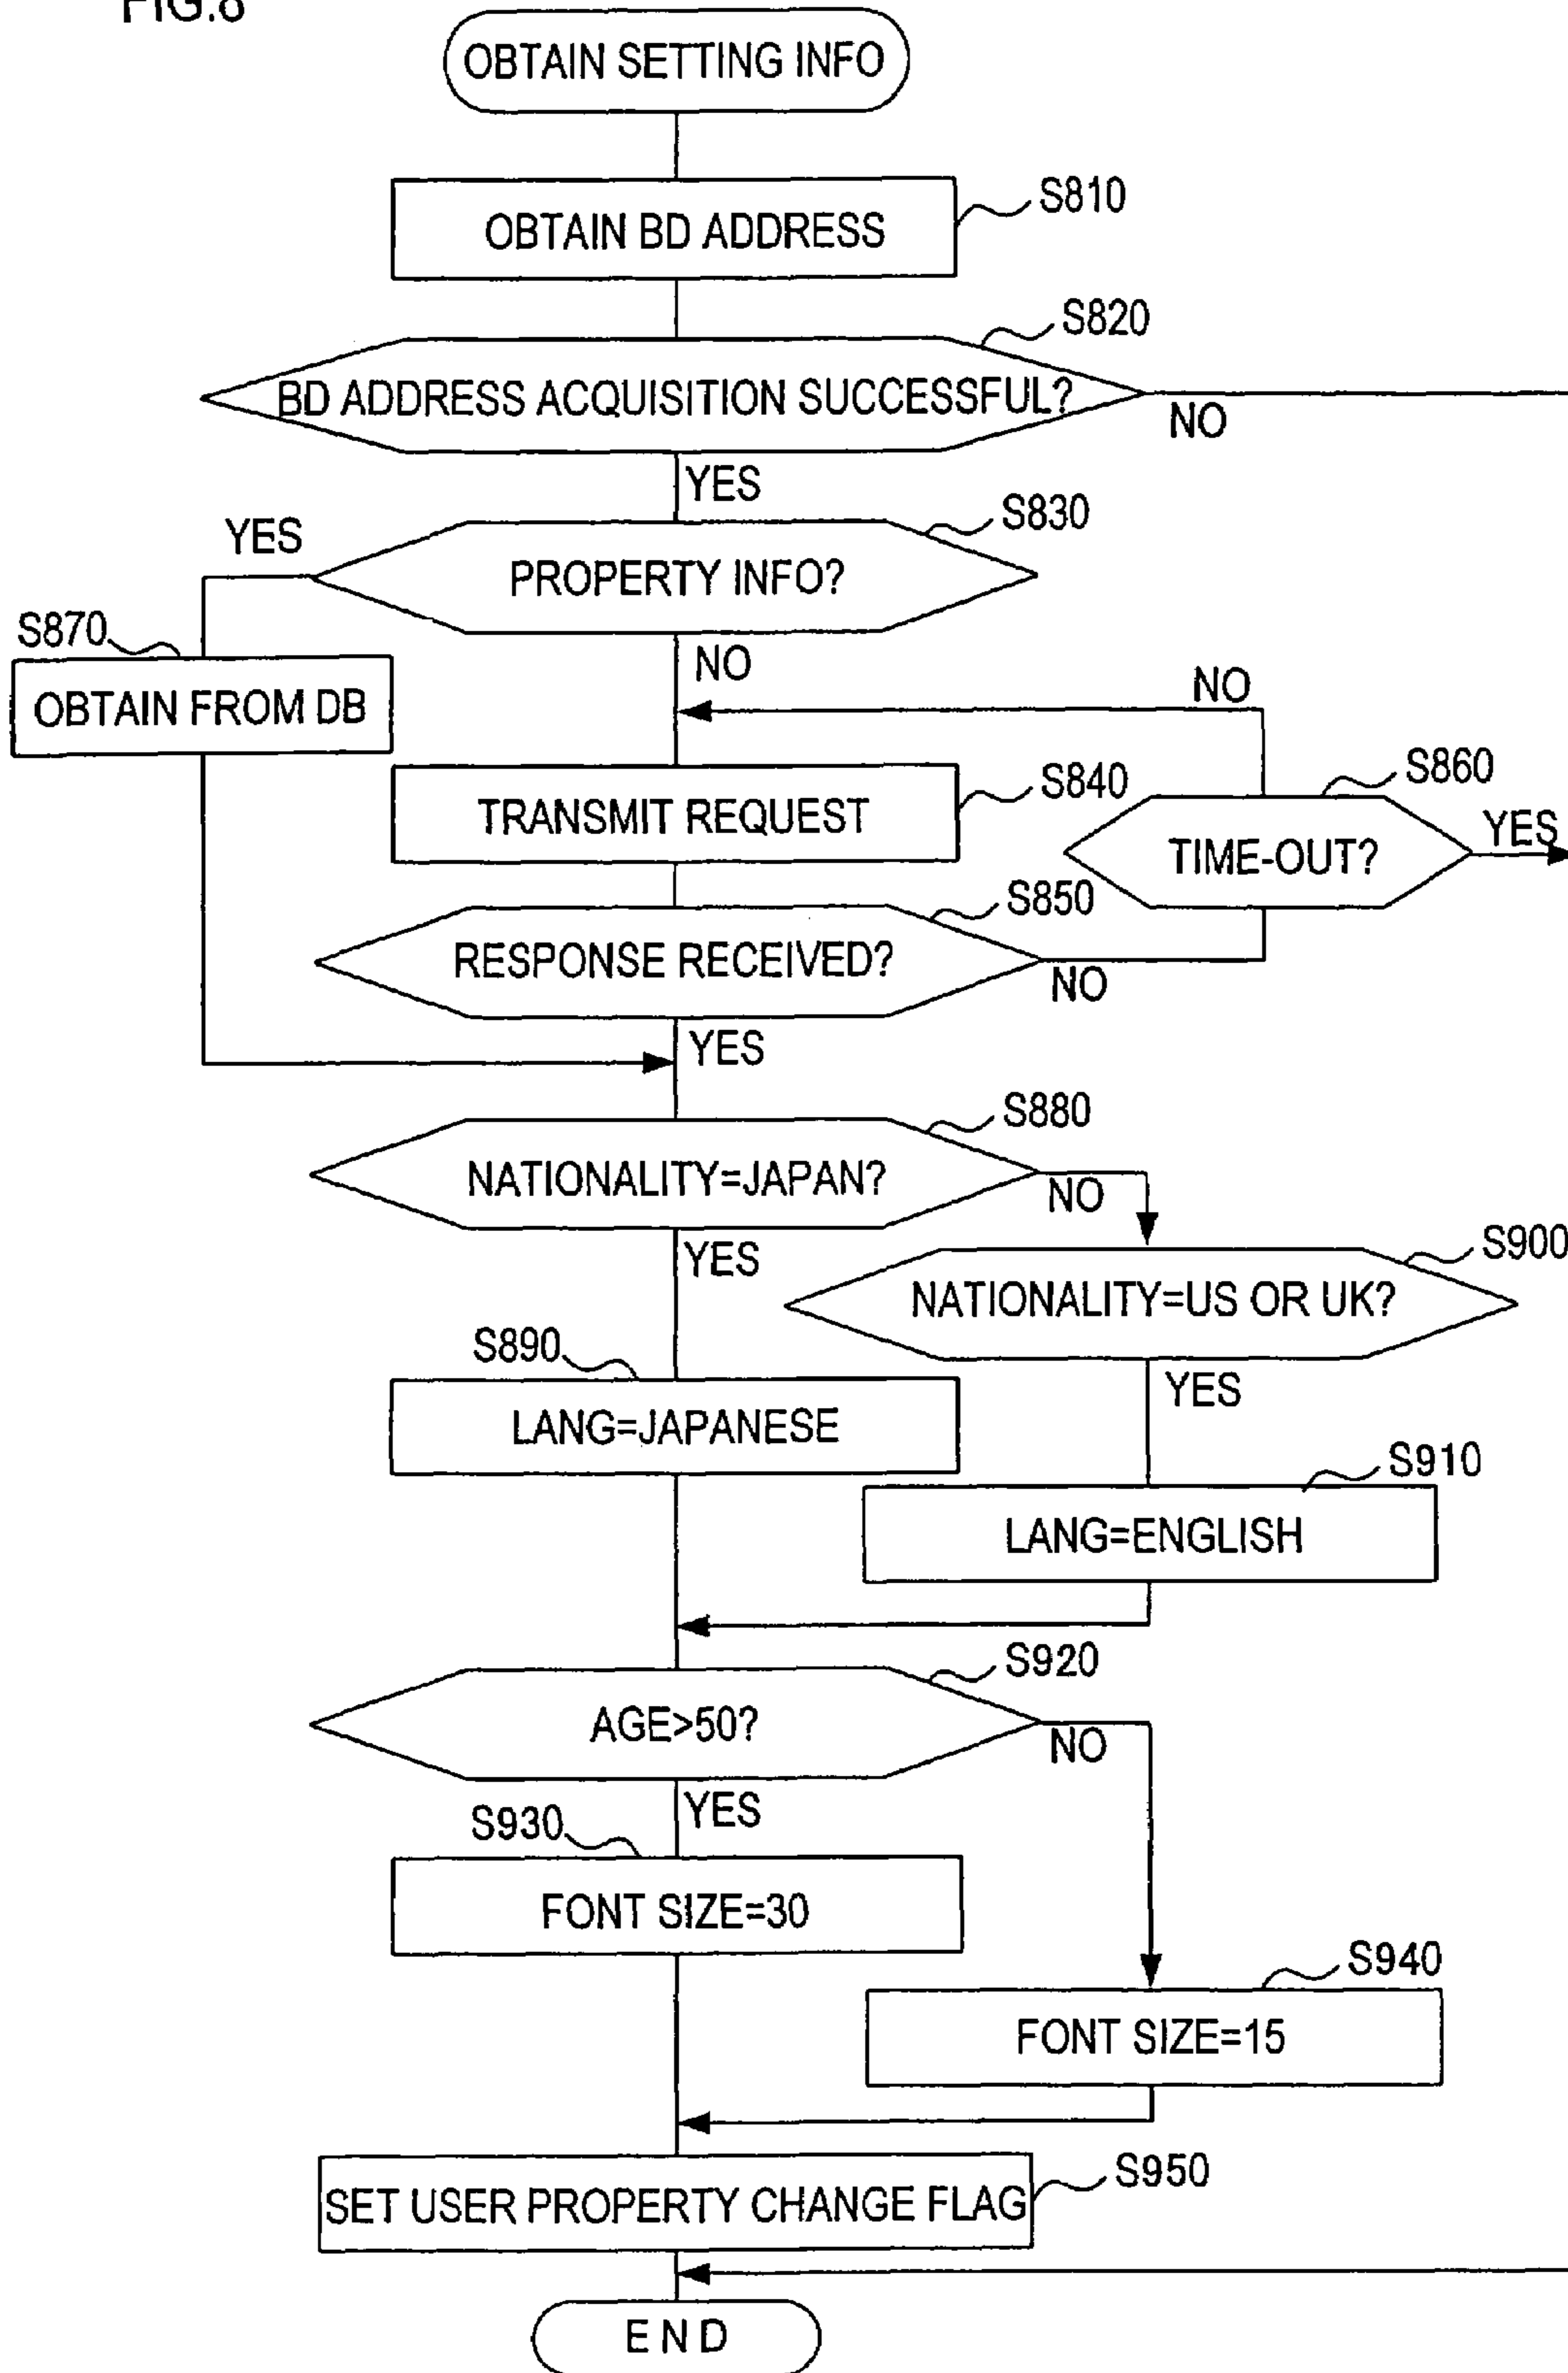 FIG.8
OBTAIN SETTING INFO
OBTAIN BD ADDRESS
S810
S820
BD ADDRESS ACQUISITION SUCCESSFUL?
NO
YES
S830
YES
PROPERTY INFO?
S870
OBTAIN FROM DB
NO
NO
S840
TRANSMIT REQUEST
S860
TIME-OUT?
YES
S850
RESPONSE RECEIVED?
NO
YES
S880
NATIONALITY=JAPAN?
NO
YES
S900
NATIONALITY=US OR UK?
YES
S890
LANG=JAPANESE
S910
LANG=ENGLISH
S920
AGE>50?
NO
YES
S930
FONT SIZE=30
S940
FONT SIZE=15
S950
SET USER PROPERTY CHANGE FLAG
END